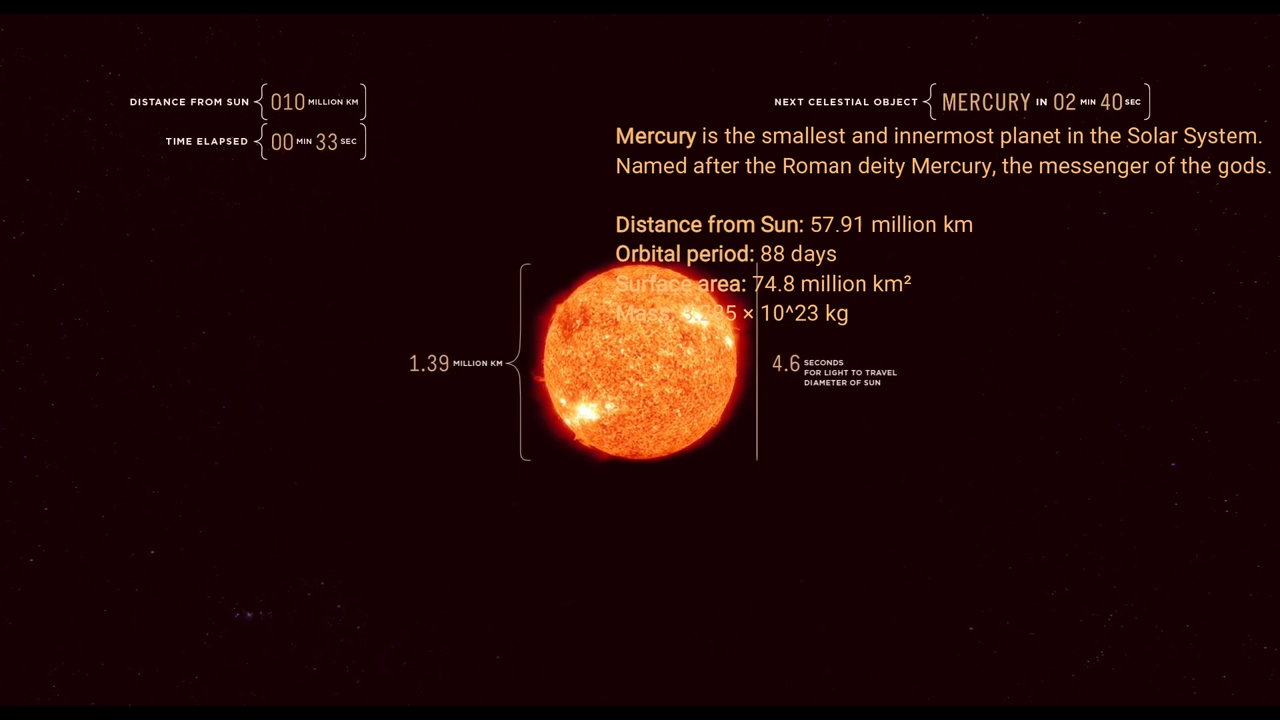 DISTANCE FROM SUN 010 MILLION KM
TIME ELAPSED 00 MIN 33 SEC
NEXT CELESTIAL OBJECT MERCURY IN 02 MIN 40 SEC
Mercury is the smallest and innermost planet in the Solar System.
Named after the Roman deity Mercury, the messenger of the gods.
Distance from Sun: 57.91 million km
Orbital period: 88 days
Surface area: 74.8 million km²
Mass: × 10^23 kg
1.39 MILLION KM
4.6 SECONDS
FOR LIGHT TO TRAVEL
DIAMETER OF SUN